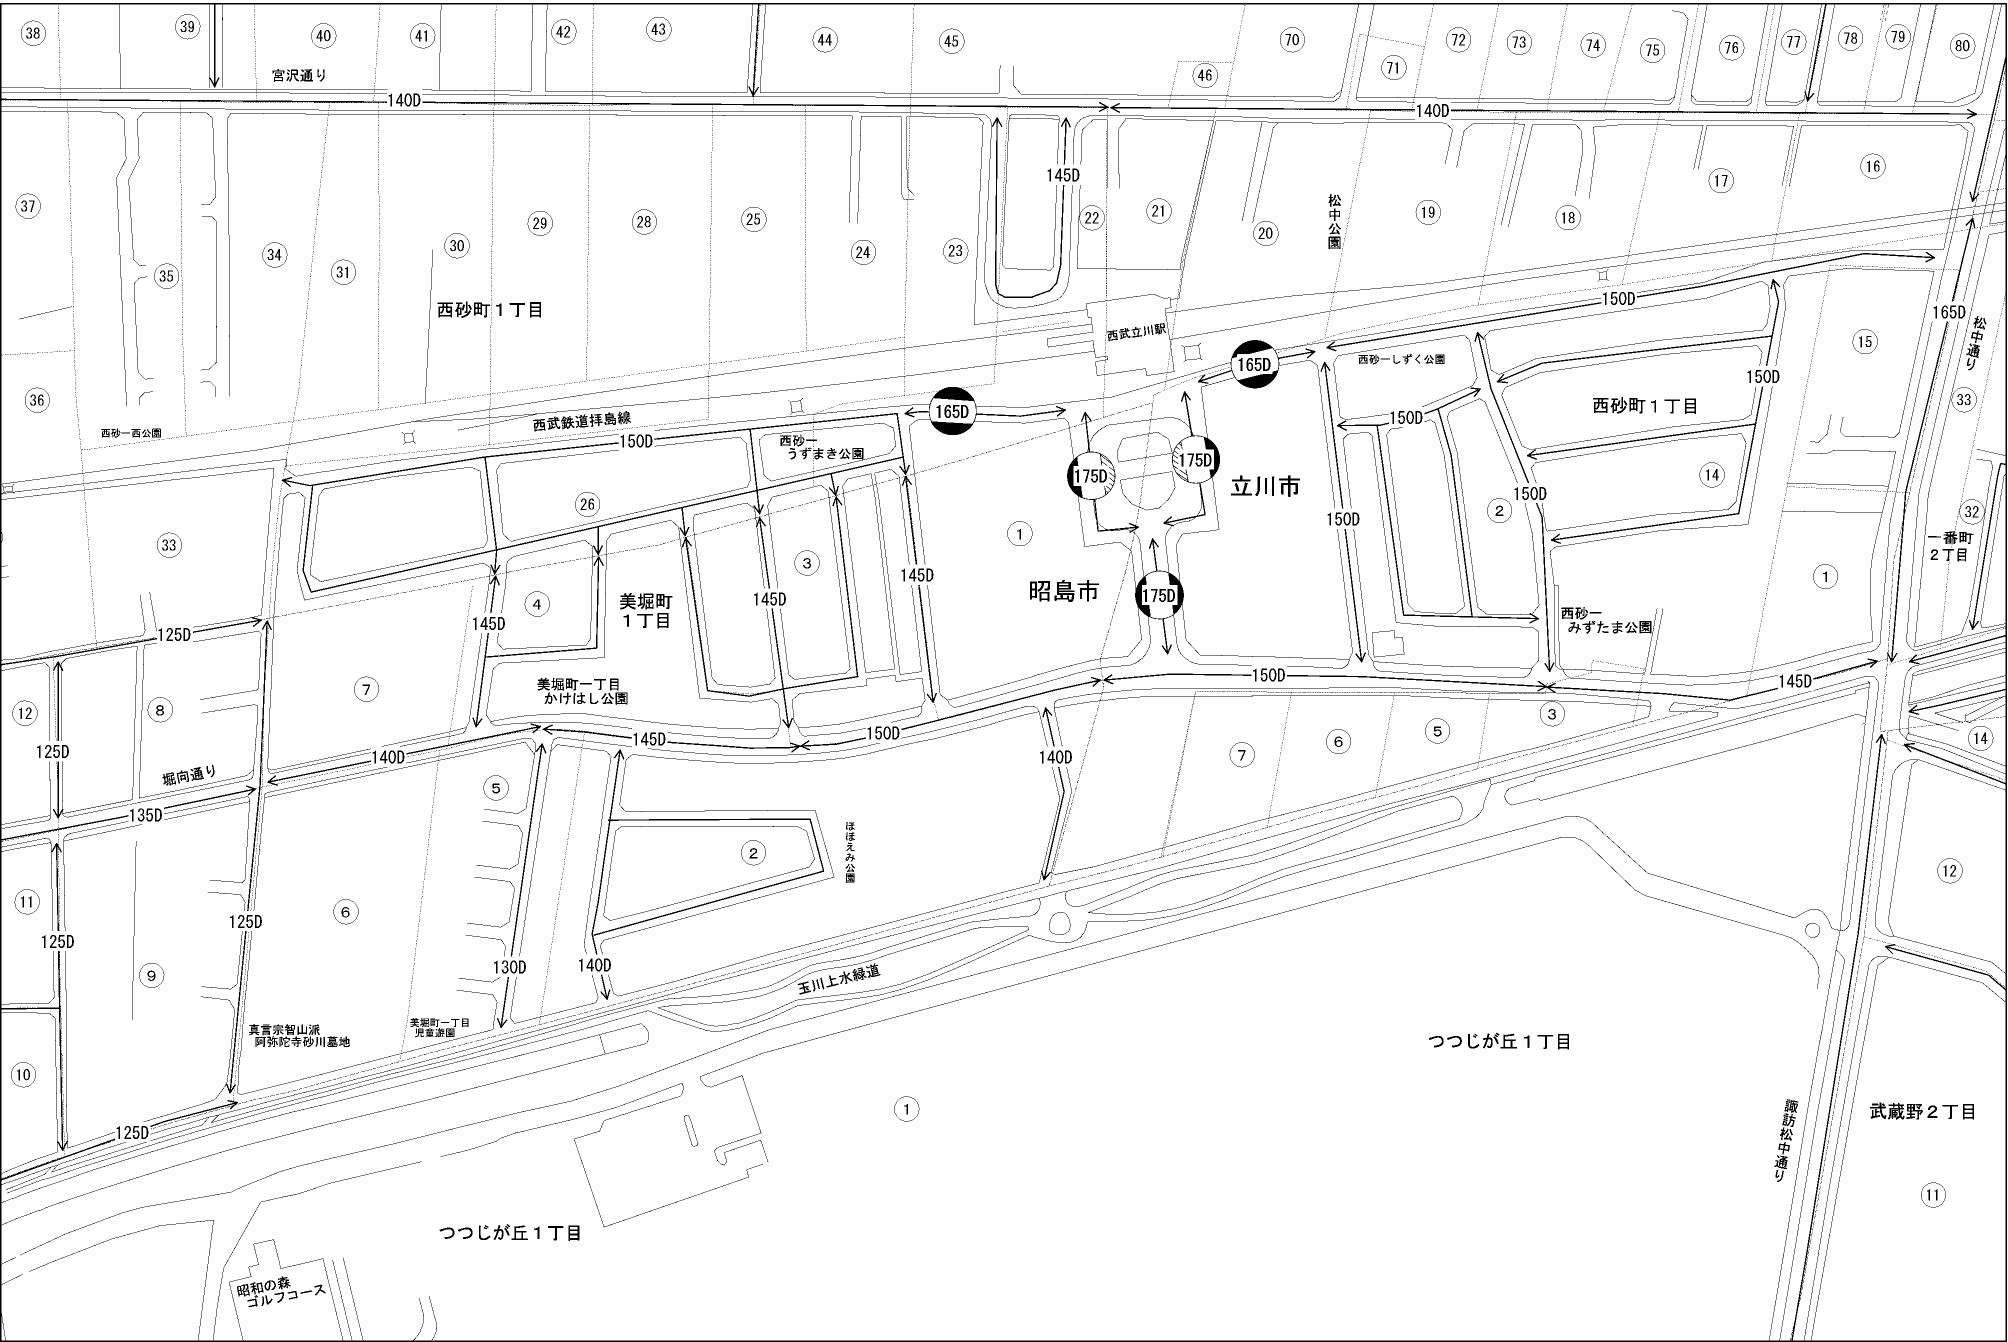 38
39
40
41
42
43
44
45
70
46
71
72
73
74
75
76
77
78
79
80
宮沢通り
140D
140D
145D
37
35
34
31
30
29
28
25
24
23
22
21
20
松中公園
19
18
17
16
西砂町1丁目
西武立川駅
150D
165D
松中通り
165D
西砂一しずく公園
15
36
西砂一西公園
西武鉄道拝島線
150D
165D
西砂一
うずまき公園
150D
150D
西砂町1丁目
33
175D
175D
立川市
26
14
2
150D
150D
32
一番町
2丁目
33
1
3
145D
145D
昭島市
175D
1
4
美堀町
1丁目
145D
125D
西砂一
みずたま公園
7
美堀町一丁目
かけはし公園
150D
145D
12
8
125D
3
5
6
7
14
145D
150D
140D
140D
堀向通り
135D
5
2
ほほえみ公園
12
11
125D
125D
6
9
130D
140D
玉川上水緑道
真言宗智山派
阿弥陀寺砂川墓地
美堀町一丁目
児童遊園
つつじが丘1丁目
10
125D
1
諏訪松中通り
武蔵野2丁目
11
つつじが丘1丁目
昭和の森
ゴルフコース